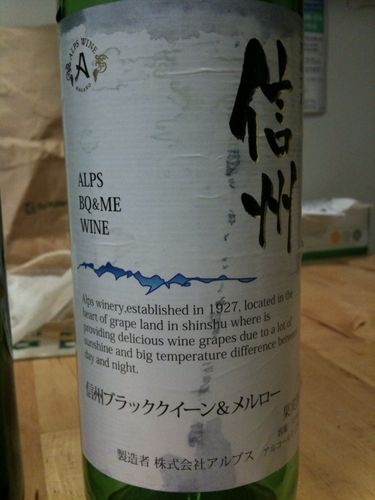 ALPS WINE
A
NAGANO
信州
ALPS
BQ&ME
WINE
Alps winery,established in 1927, located in the
heart of grape land in shinshu where is
providing delicious wine grapes due to a lot of
sunshine and big temperature difference between
day and night.
信州ブラッククイーン&メルロー
製造者 株式会社アルプス